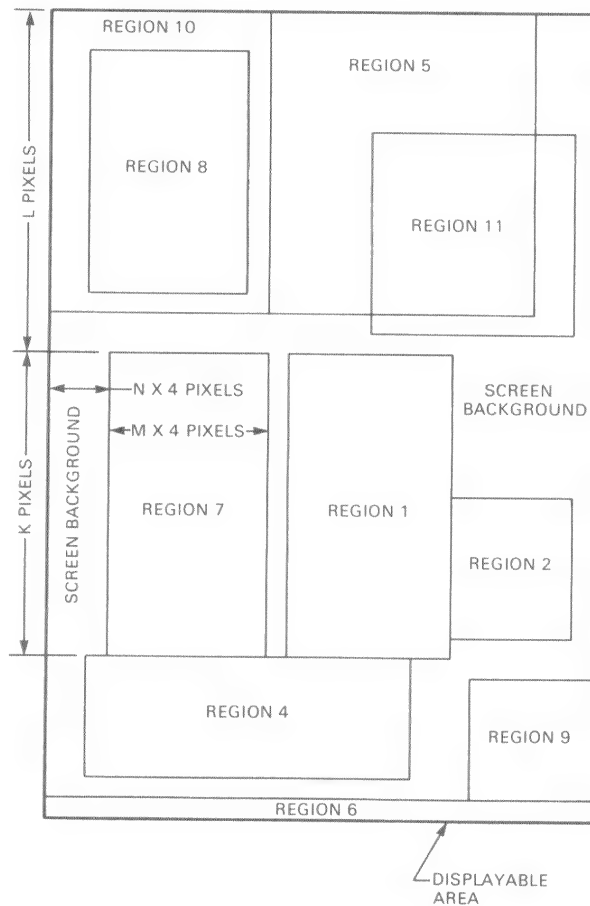 REGION 10
REGION 5
L PIXELS
REGION 8
REGION 11
N X 4 PIXELS
SCREEN
BACKGROUND
M X 4 PIXELS
K PIXELS
SCREEN BACKGROUND
REGION 7
REGION 1
REGION 2
REGION 4
REGION 9
REGION 6
DISPLAYABLE
AREA